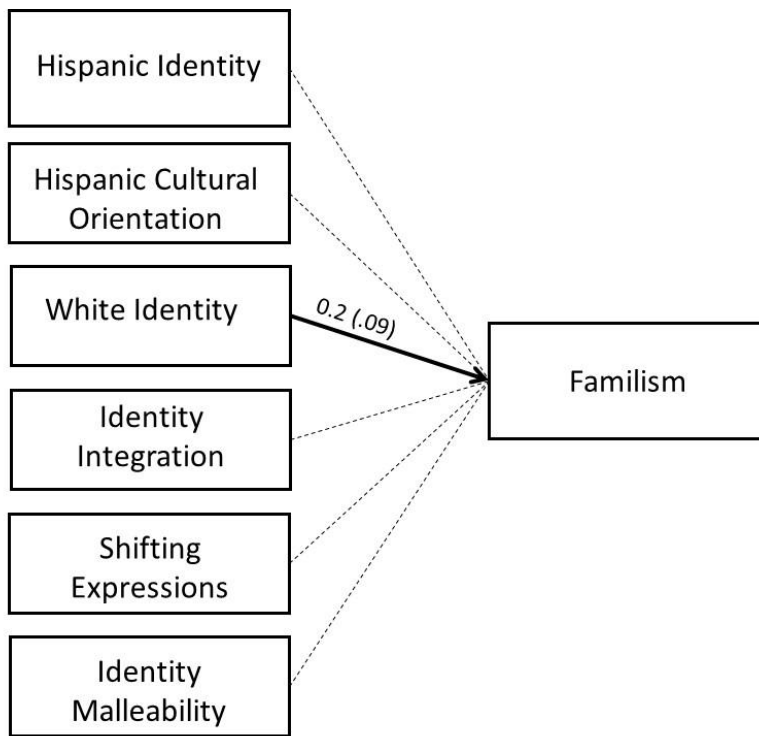 Hispanic Identity
Hispanic Cultural
Orientation
White Identity
0.2 (.09)
Familism
Identity
Integration
Shifting
Expressions
Identity
Malleability